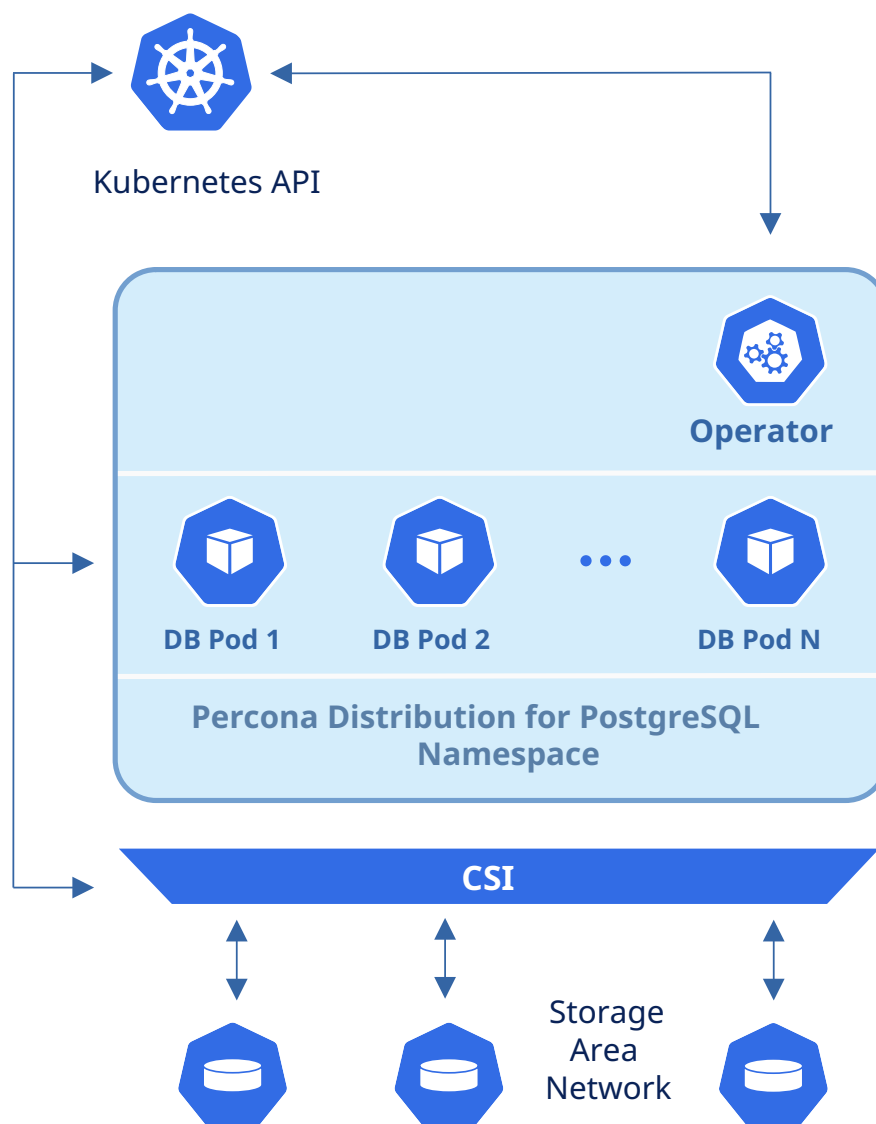 Kubernetes API
Operator
DB Pod 1
DB Pod 2
DB Pod N
Percona Distribution for PostgreSQL
Namespace
CSI
Storage
Area
Network